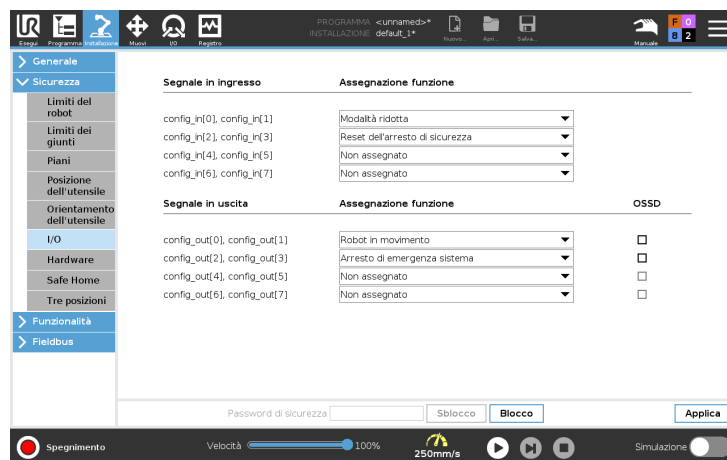 UR
PROGRAMMA <unnamed>*
INSTALLAZIONE default_1*
F 0
8 2
Esegui Programma Installazione Muovi I/O Registro Nuovo... Apri... Salva... Manuale
Generale
Sicurezza
Limiti del
robot
Limiti dei
giunti
Piani
Posizione
dell'utensile
Orientamento
dell'utensile
I/O
Hardware
Safe Home
Tre posizioni
Funzionalità
Fieldbus
Segnale in ingresso Assegnazione funzione
config_in[0], config_in[1] Modalità ridotta
config_in[2], config_in[3] Reset dell'arresto di sicurezza
config_in[4], config_in[5] Non assegnato
config_in[6], config_in[7] Non assegnato
Segnale in uscita Assegnazione funzione OSSD
config_out[0], config_out[1] Robot in movimento
config_out[2], config_out[3] Arresto di emergenza sistema
config_out[4], config_out[5] Non assegnato
config_out[6], config_out[7] Non assegnato
Password di sicurezza Sblocco Blocco Applica
Spegnimento Velocità 100% 250mm/s Simulazione